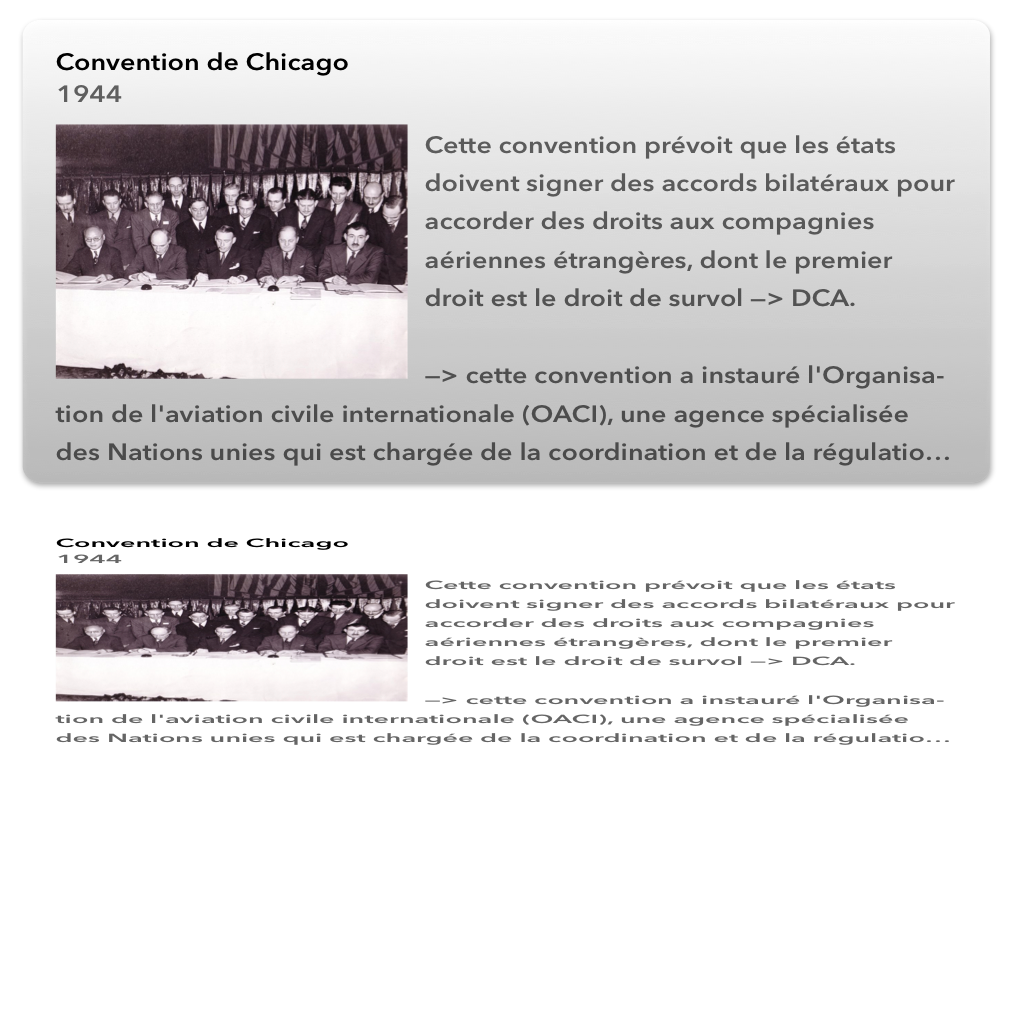 Convention de Chicago
1944
Cette convention prévoit que les états
doivent signer des accords bilatéraux pour
accorder des droits aux compagnies
aériennes étrangères, dont le premier
droit est le droit de survol —> DCA.
—> cette convention a instauré l'Organisa-
tion de l'aviation civile internationale (OACI), une agence spécialisée
des Nations unies qui est chargée de la coordination et de la régulatio…
Convention de Chicago
1944
Cette convention prévoit que les états
doivent signer des accords bilatéraux pour
accorder des droits aux compagnies
aériennes étrangères, dont le premier
droit est le droit de survol —> DCA.
—> cette convention a instauré l'Organisa-
tion de l'aviation civile internationale (OACI), une agence spécialisée
des Nations unies qui est chargée de la coordination et de la régulatio…